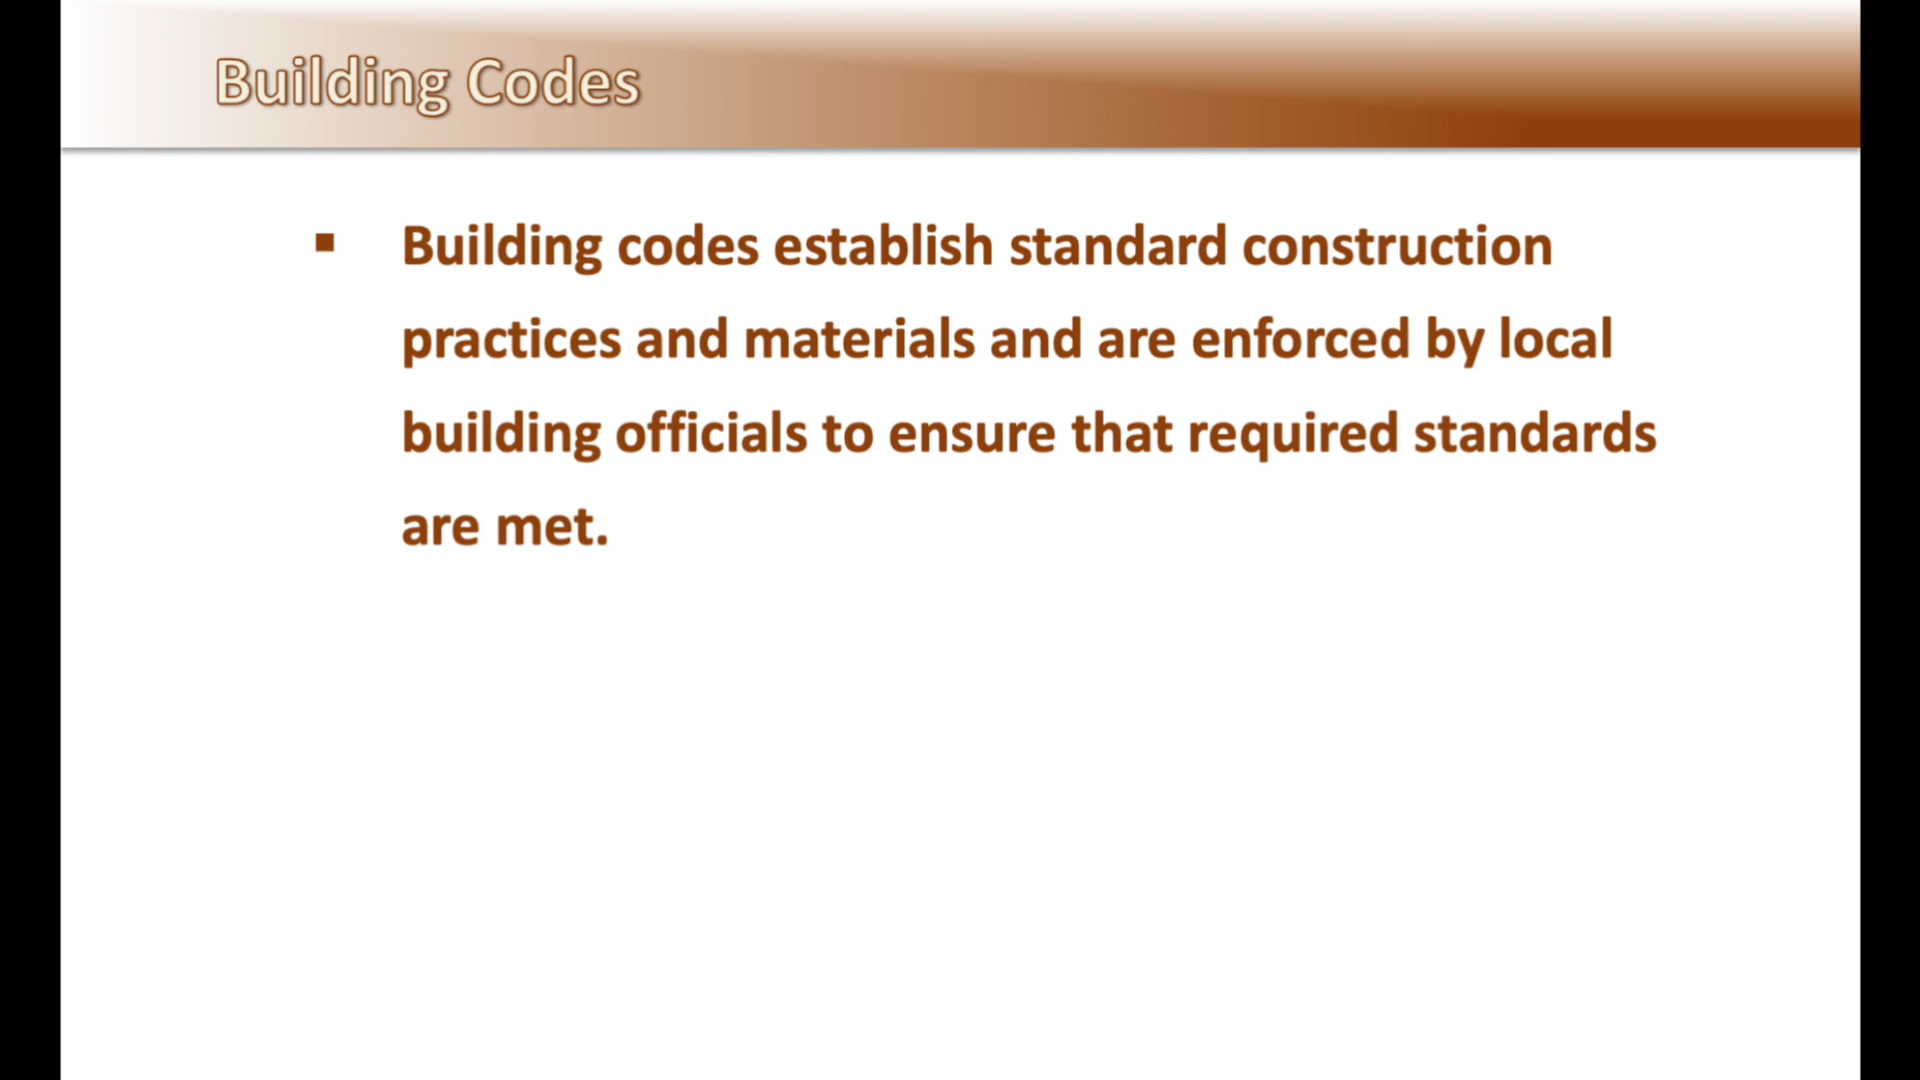 Building Codes
▪ Building codes establish standard construction
practices and materials and are enforced by local
building officials to ensure that required standards
are met.